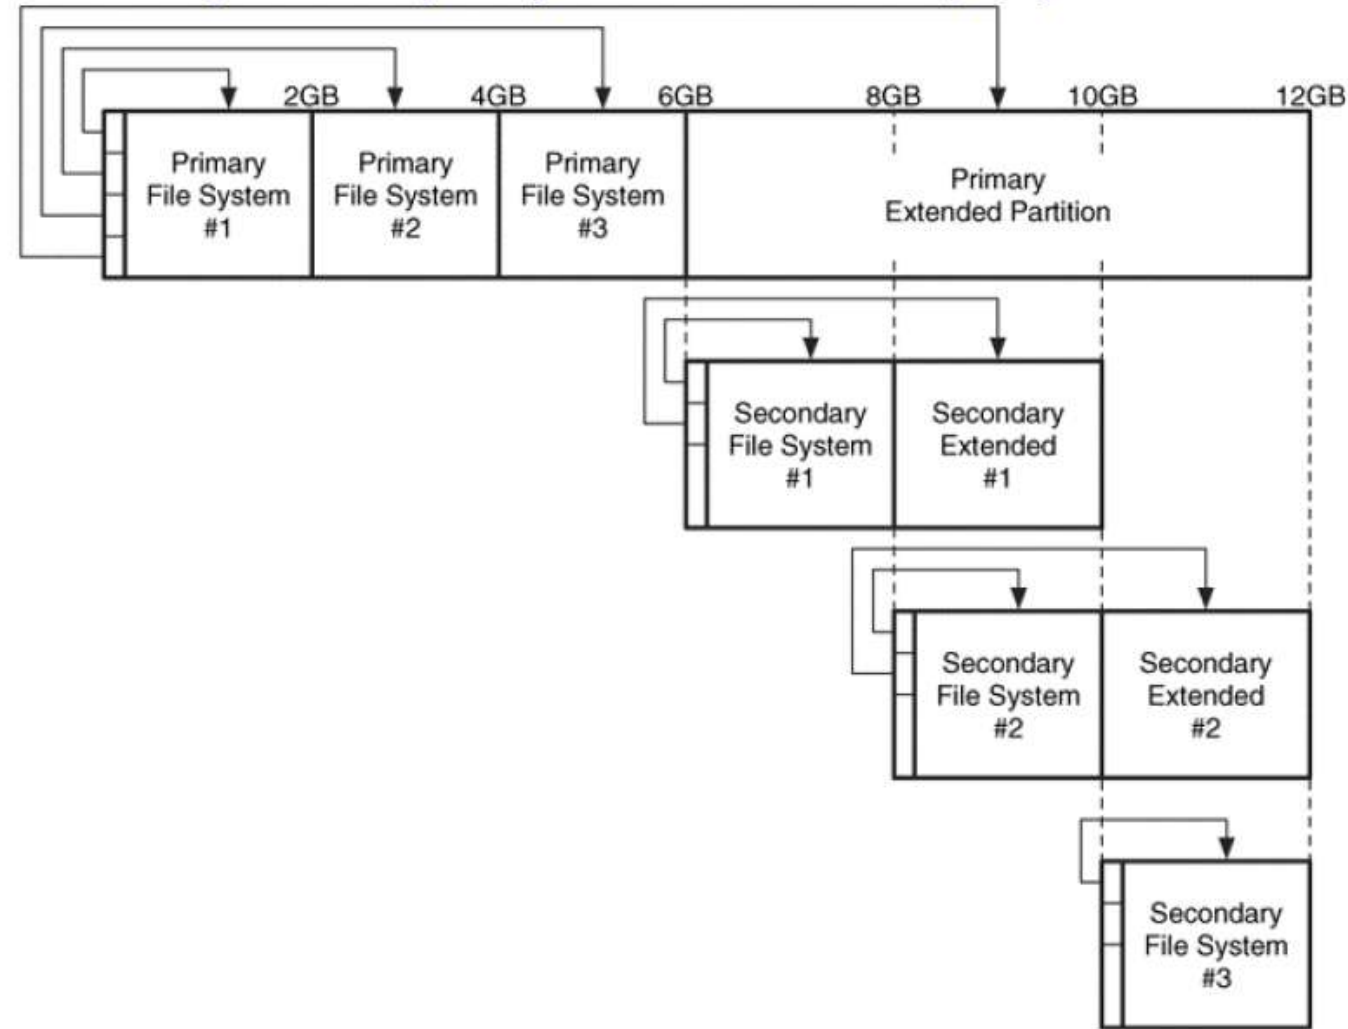 2GB 4GB 6GB 8GB 10GB 12GB
Primary
File System
#1
Primary
File System
#2
Primary
File System
#3
Primary
Extended Partition
Secondary
File System
#1
Secondary
Extended
#1
Secondary
File System
#2
Secondary
Extended
#2
Secondary
File System
#3